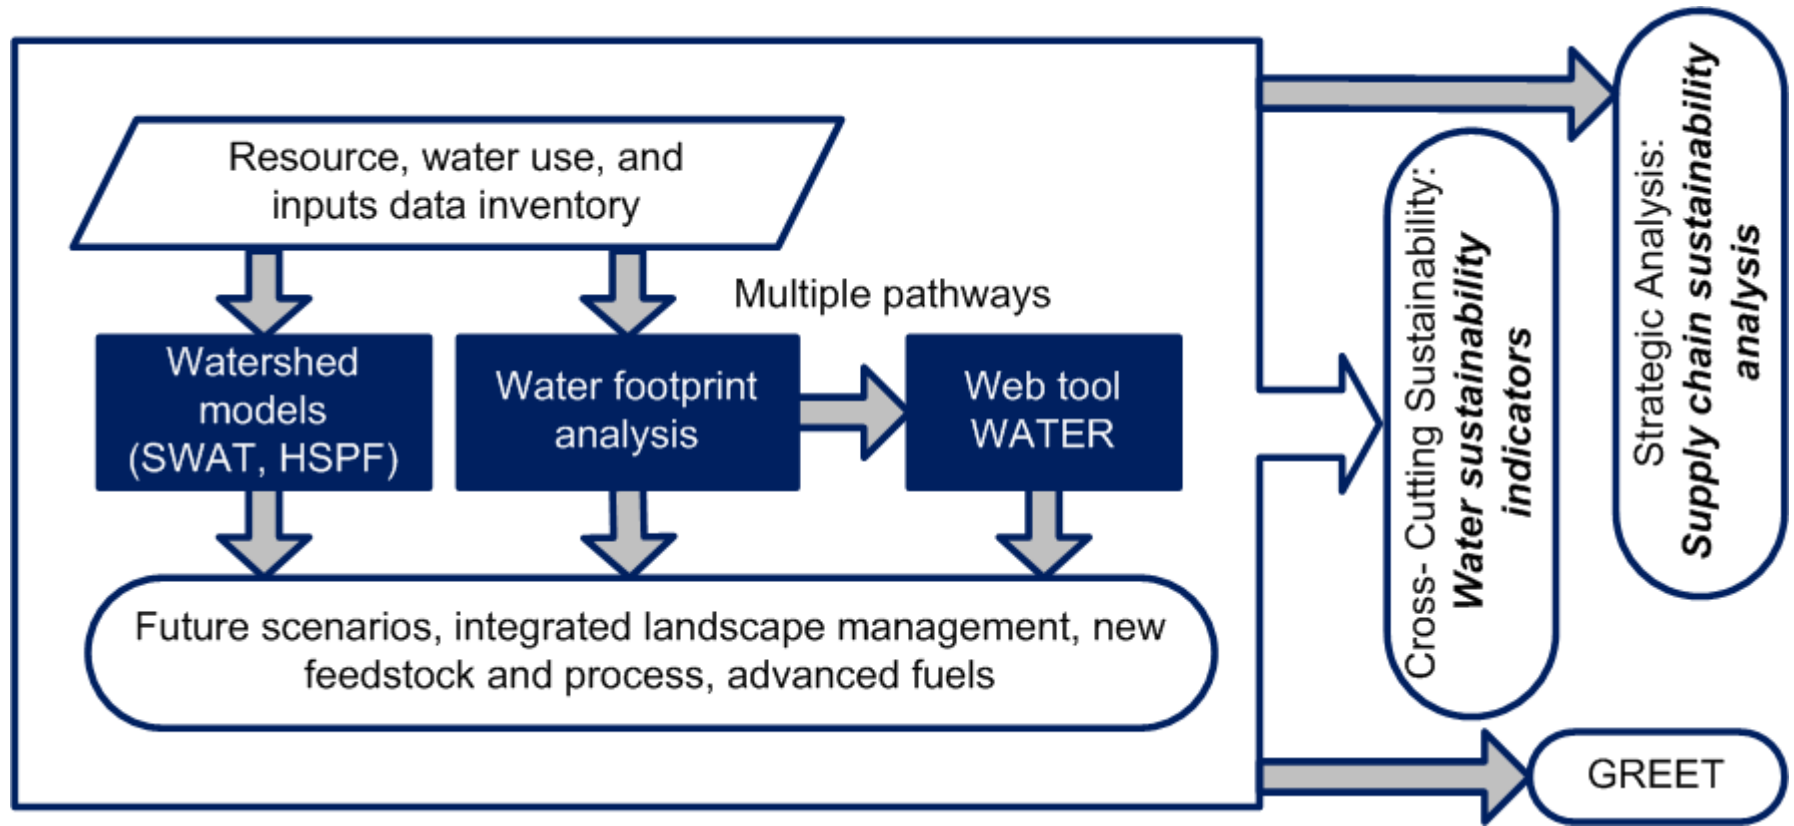 Resource, water use, and
inputs data inventory
Multiple pathways
Watershed
models
(SWAT, HSPF)
Water footprint
analysis
Web tool
WATER
Future scenarios, integrated landscape management, new
feedstock and process, advanced fuels
Cross- Cutting Sustainability:
Water sustainability
indicators
Strategic Analysis:
Supply chain sustainability
analysis
GREET